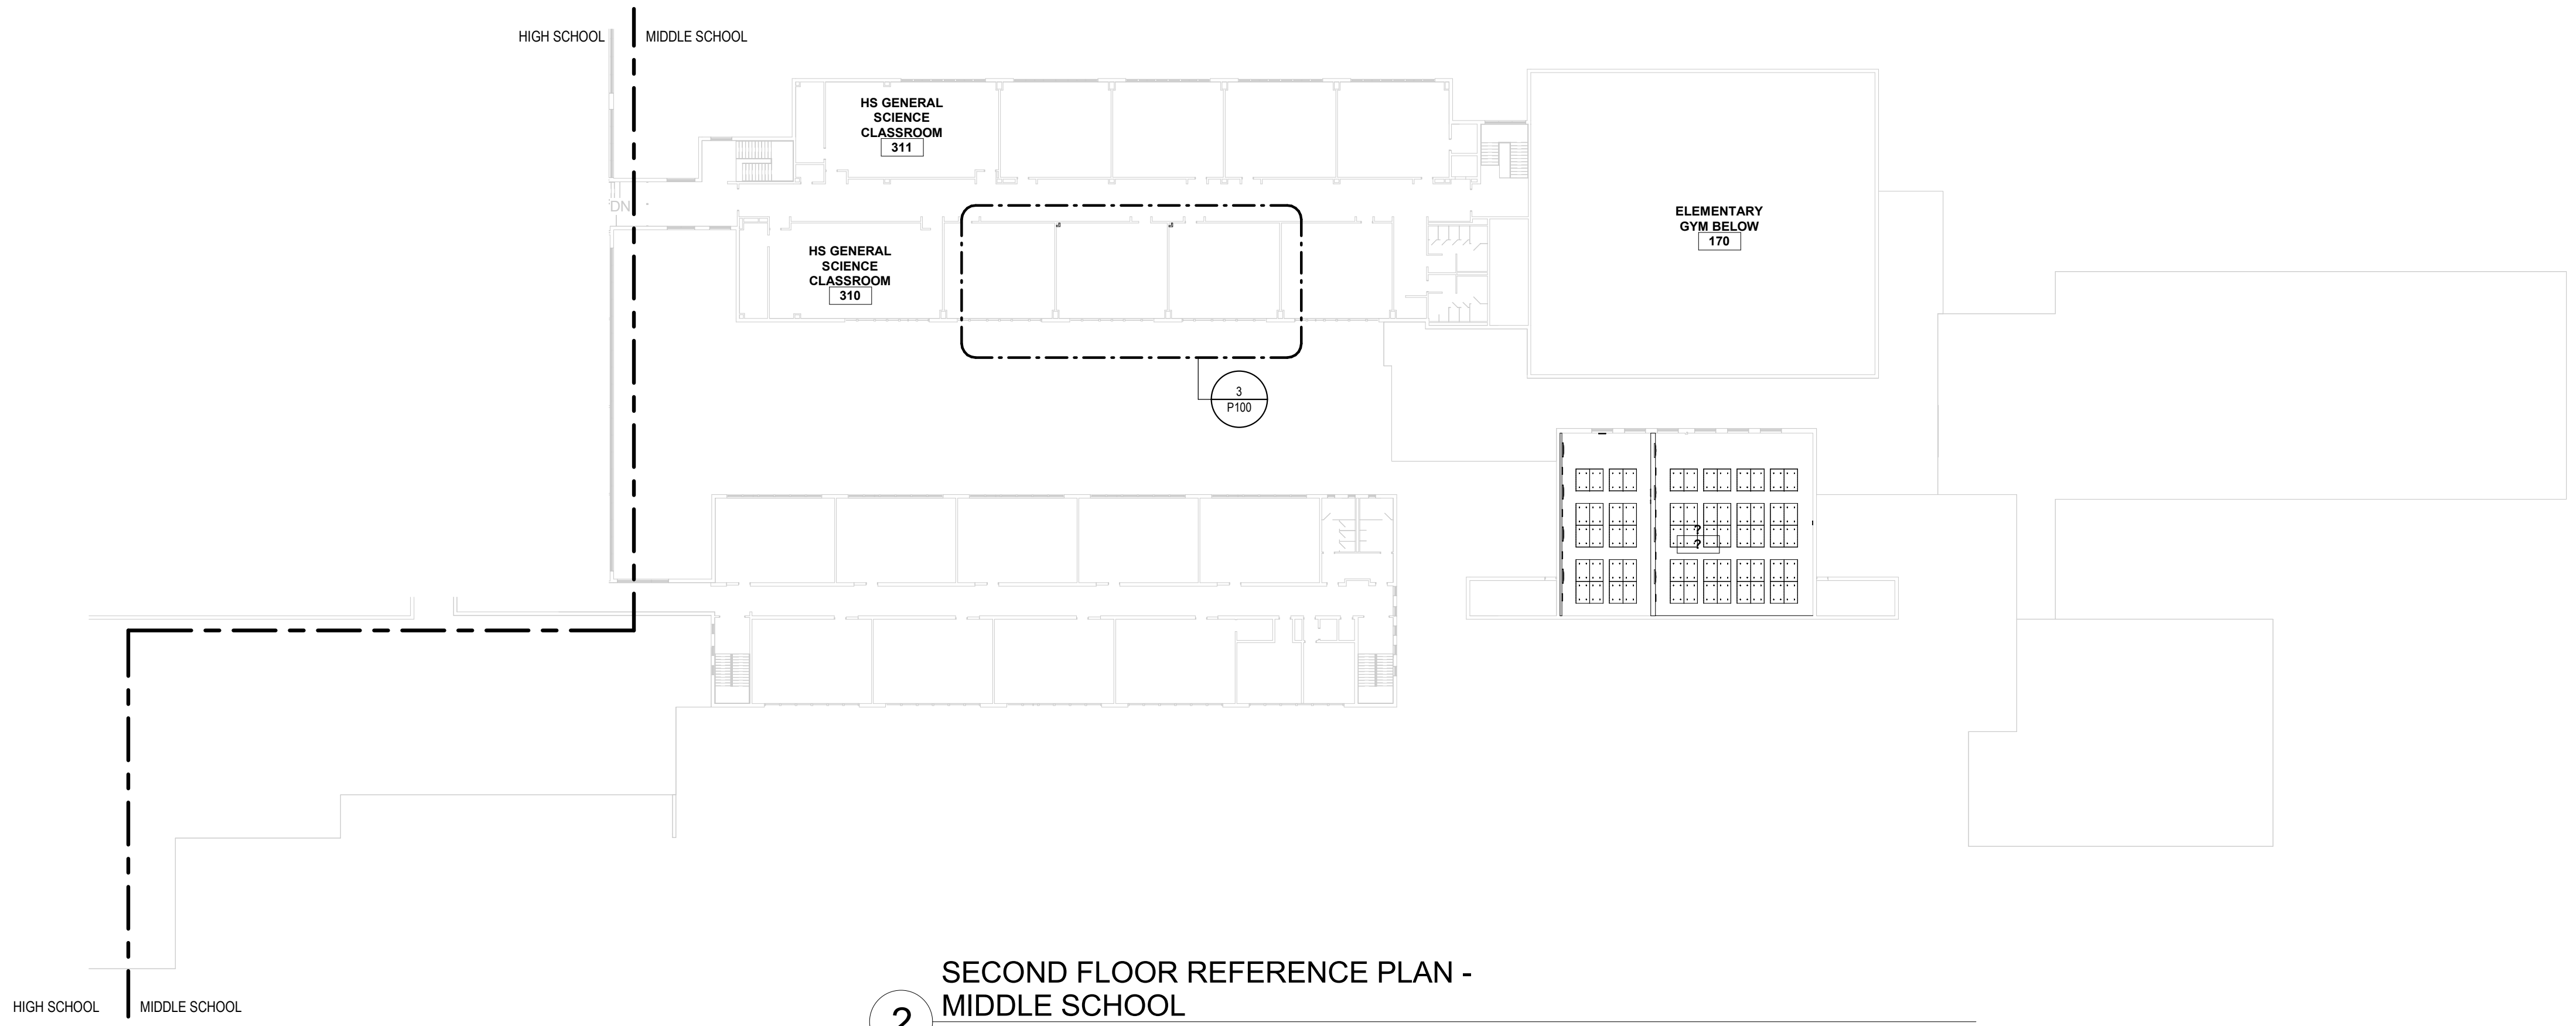 HIGH SCHOOL
MIDDLE SCHOOL
HS GENERAL
SCIENCE
CLASSROOM
311
DN
ELEMENTARY
GYM BELOW
170
HS GENERAL
SCIENCE
CLASSROOM
310
3
P100
?
?
SECOND FLOOR REFERENCE PLAN -
MIDDLE SCHOOL
2
HIGH SCHOOL
MIDDLE SCHOOL